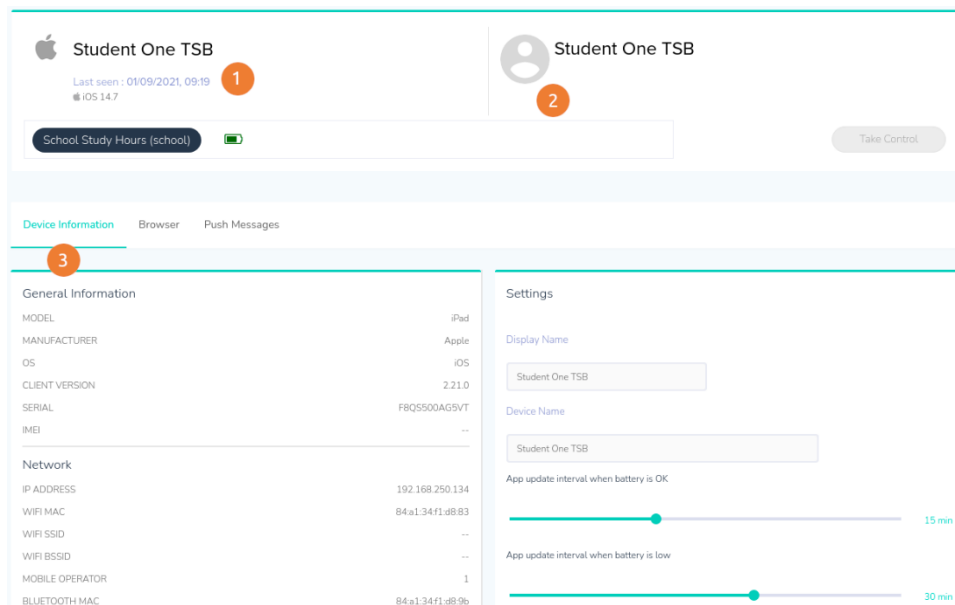 Student One TSB
Last seen : 01/09/2021, 09:19
1
iOS 14.7
Student One TSB
2
School Study Hours (school)
Take Control
Device Information
Browser
Push Messages
3
General Information
MODEL iPad
MANUFACTURER Apple
OS iOS
CLIENT VERSION 2.21.0
SERIAL F8QS500AG5VT
IMEI --
Network
IP ADDRESS 192.168.250.134
WIFI MAC 84:a1:34:f1:d8:83
WIFI SSID --
WIFI BSSID --
MOBILE OPERATOR 1
BLUETOOTH MAC 84:a1:34:f1:d8:9b
Settings
Display Name
Student One TSB
Device Name
Student One TSB
App update interval when battery is OK
15 min
App update interval when battery is low
30 min